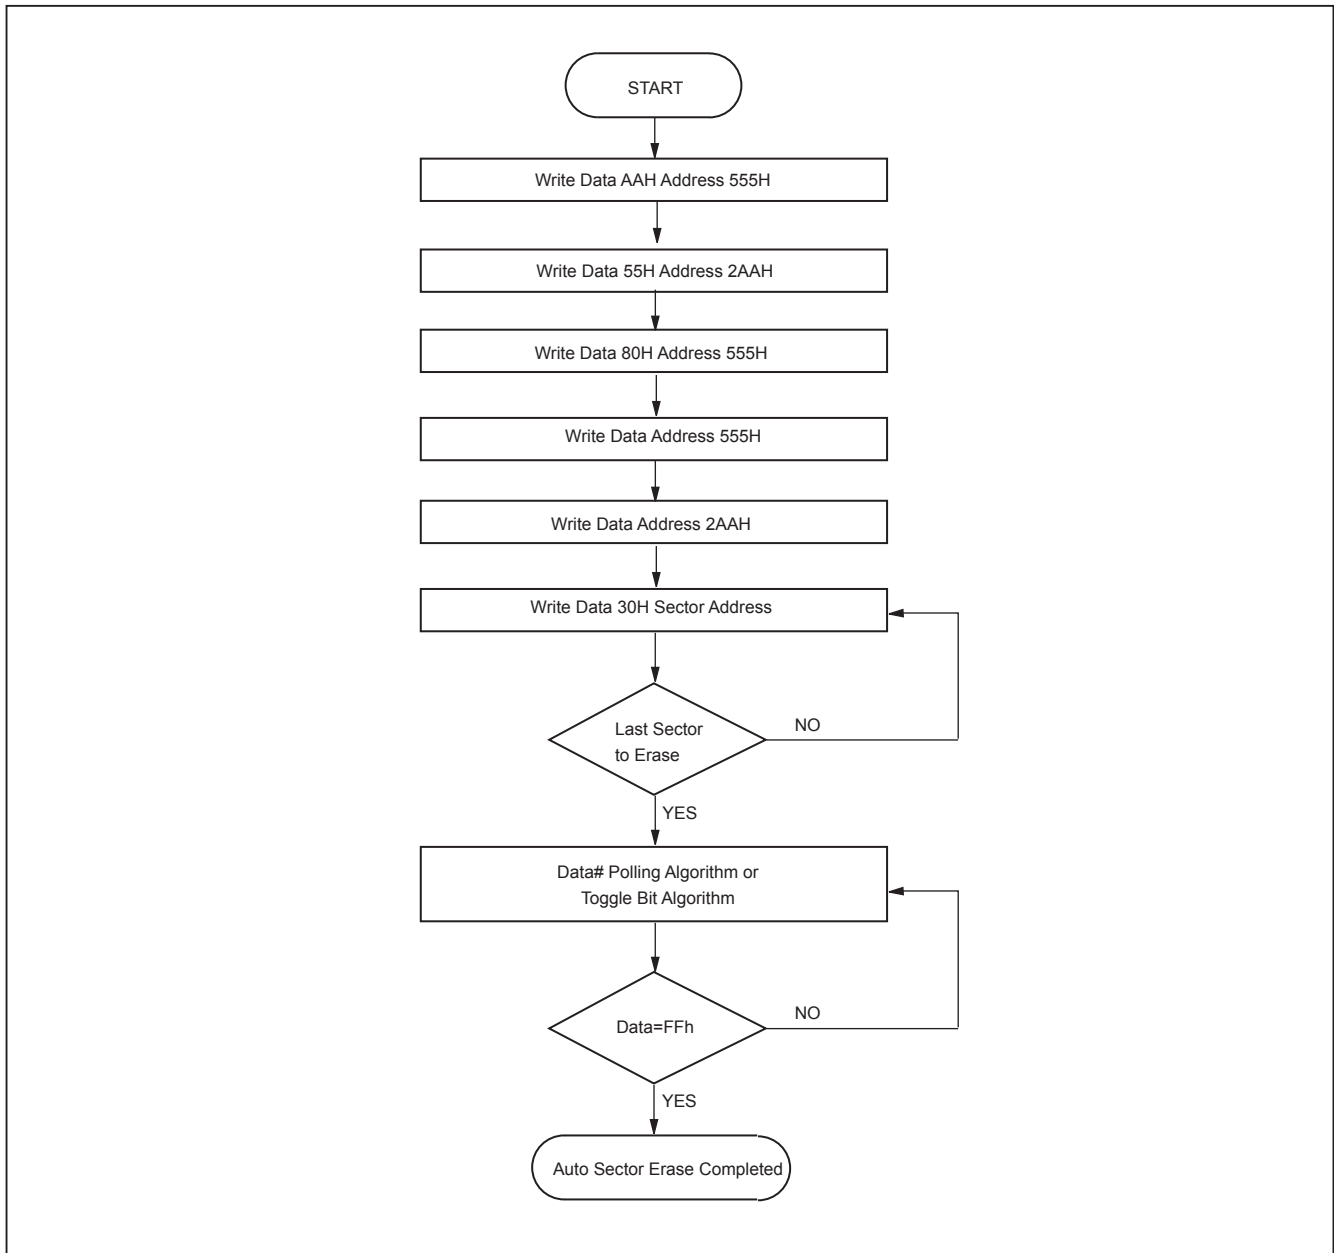 START
Write Data AAH Address 555H
Write Data 55H Address 2AAH
Write Data 80H Address 555H
Write Data Address 555H
Write Data Address 2AAH
Write Data 30H Sector Address
Last Sector
to Erase
NO
YES
Data# Polling Algorithm or
Toggle Bit Algorithm
Data=FFh
NO
YES
Auto Sector Erase Completed